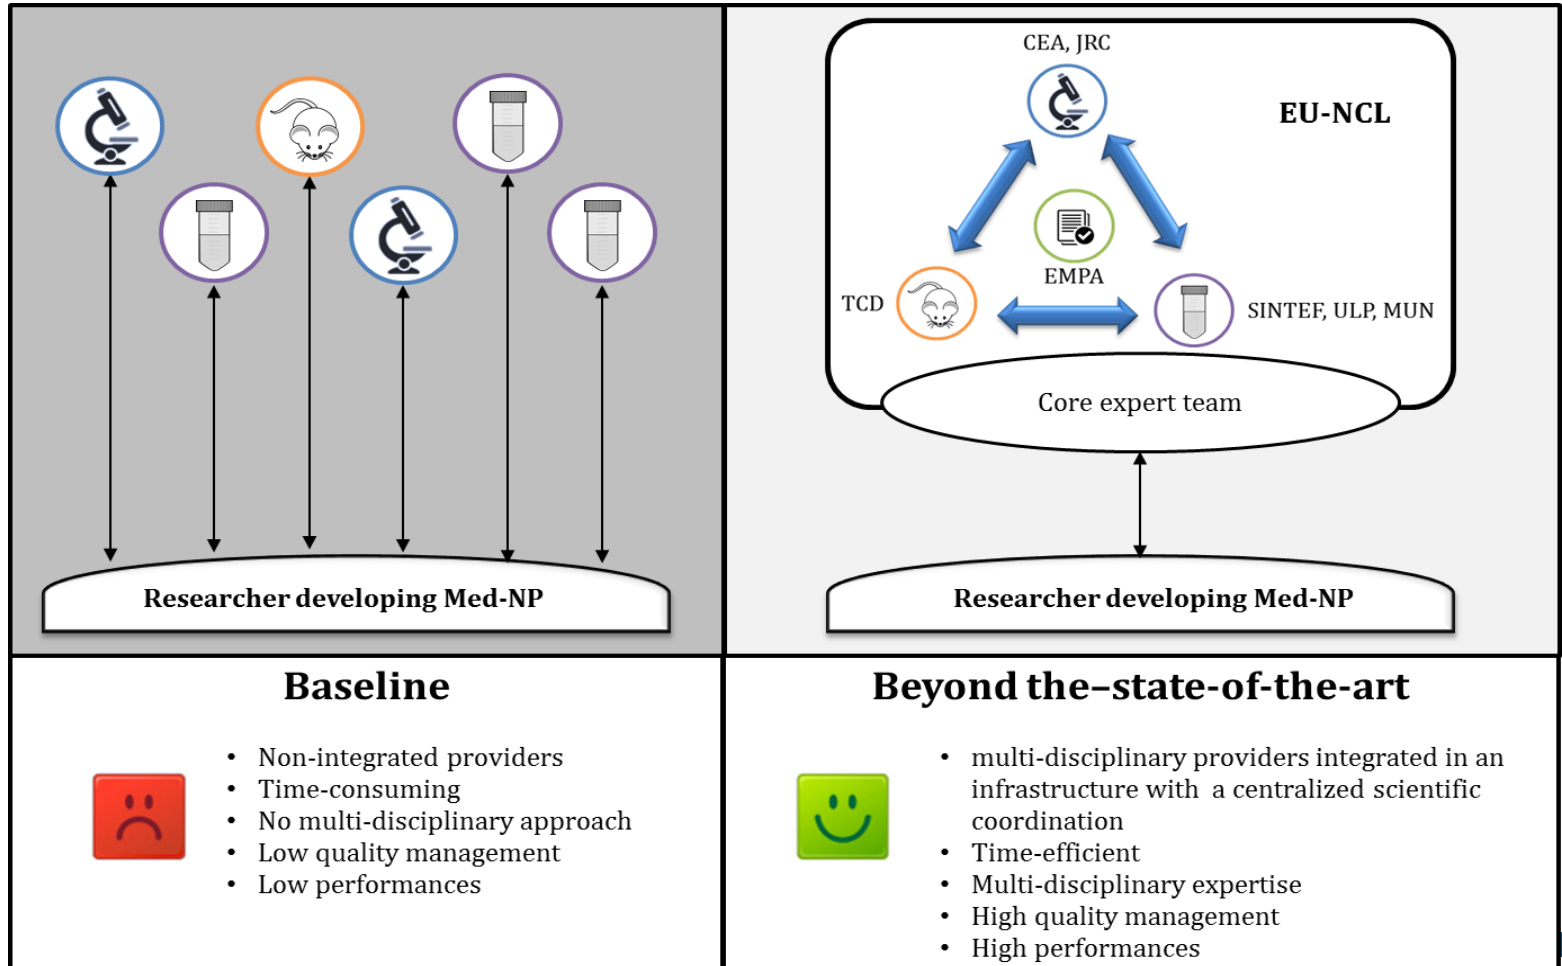 Researcher developing Med-NP
CEA, JRC
EU-NCL
EMPA
TCD
SINTEF, ULP, MUN
Core expert team
Researcher developing Med-NP
Baseline
• Non-integrated providers
• Time-consuming
• No multi-disciplinary approach
• Low quality management
• Low performances
Beyond the–state-of-the-art
• multi-disciplinary providers integrated in an
infrastructure with a centralized scientific
coordination
• Time-efficient
• Multi-disciplinary expertise
• High quality management
• High performances